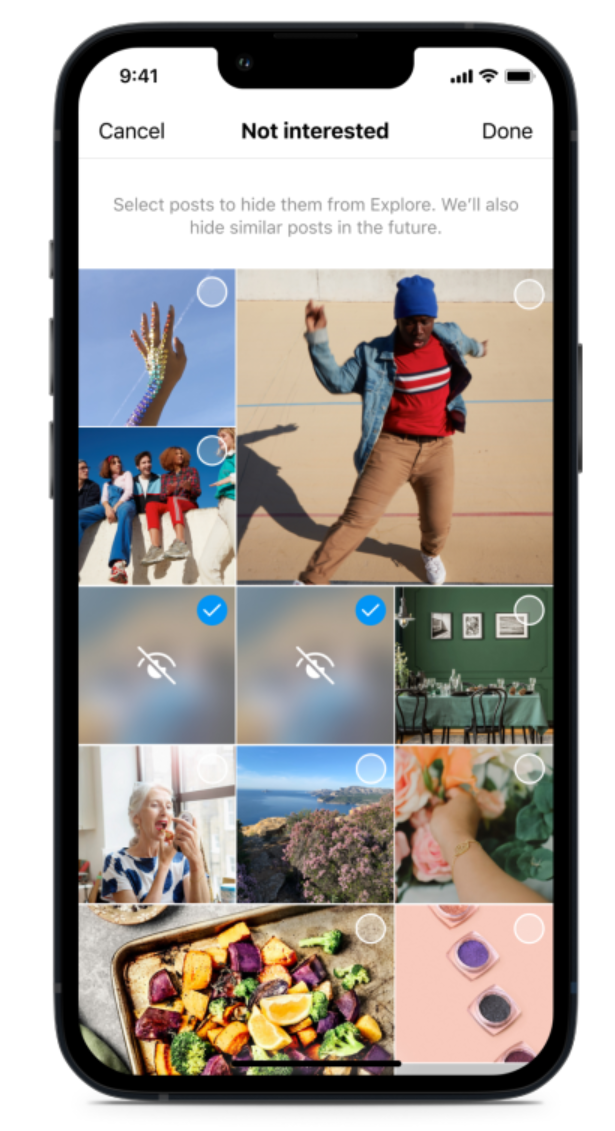 9:41
Cancel Not interested Done
Select posts to hide them from Explore. We'll also
hide similar posts in the future.